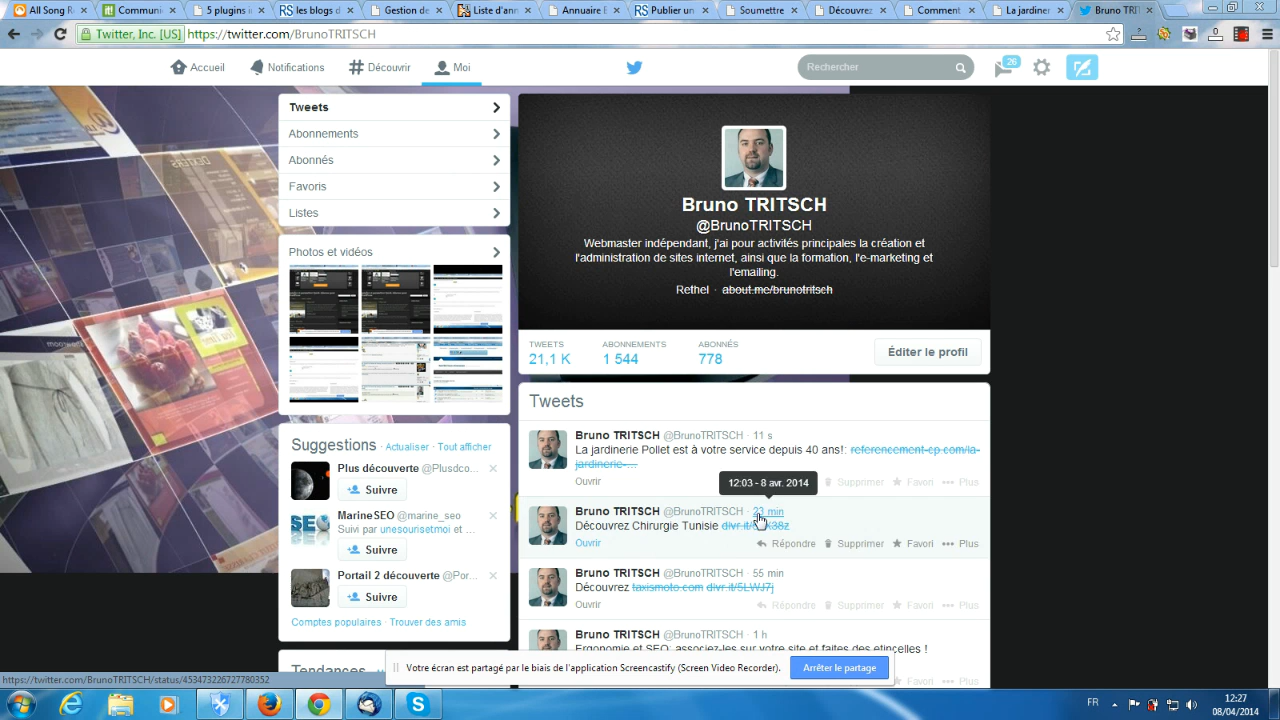 All Song R
Communi
5 plugins i
les blogs d
Gestion de
Liste d'ann
Annuaire
Publier un
Soumettre
Découvrez
Comment
La jardiner
Bruno TRIT
Twitter, Inc. [US] https://twitter.com/BrunoTRITSCH
Accueil
Notifications
Découvrir
Moi
Rechercher
26
Tweets
Abonnements
Abonnés
Favoris
Listes
Photos et vidéos
Bruno TRITSCH
@BrunoTRITSCH
Webmaster indépendant, j'ai pour activités principales la création et
l'administration de sites internet, ainsi que la formation, l'e-marketing et
l'emailing.
Rethel · about.me/brunotritsch
TWEETS
21,1 K
ABONNEMENTS
1 544
ABONNÉS
778
Éditer le profil
Suggestions · Actualiser · Tout afficher
Plus découverte @Plusdco...
Suivre
MarineSEO @marine_seo
Suivi par unesourisetmoi et ...
Suivre
Portail 2 découverte @Por...
Suivre
Comptes populaires · Trouver des amis
Tendances
Tweets
Bruno TRITSCH @BrunoTRITSCH · 11 s
La jardinerie Pollet est à votre service depuis 40 ans!: referencement-cp.com/la-
jardinerie-...
Ouvrir
Supprimer
Favori
Plus
12:03 - 8 avr. 2014
Bruno TRITSCH @BrunoTRITSCH · 23 min
Découvrez Chirurgie Tunisie
Ouvrir
Répondre
Supprimer
Favori
Plus
Bruno TRITSCH @BrunoTRITSCH · 55 min
Découvrez taxismoto.com dlvr.it/5LWJ7j
Ouvrir
Répondre
Supprimer
Favori
Plus
Bruno TRITSCH @BrunoTRITSCH · 1 h
Ergonomie et SEO: associez-les sur votre site et faites des étincelles !
Favori
Plus
Votre écran est partagé par le biais de l'application Screencastify (Screen Video Recorder).
Arrêter le partage
FR
12:27
08/04/2014